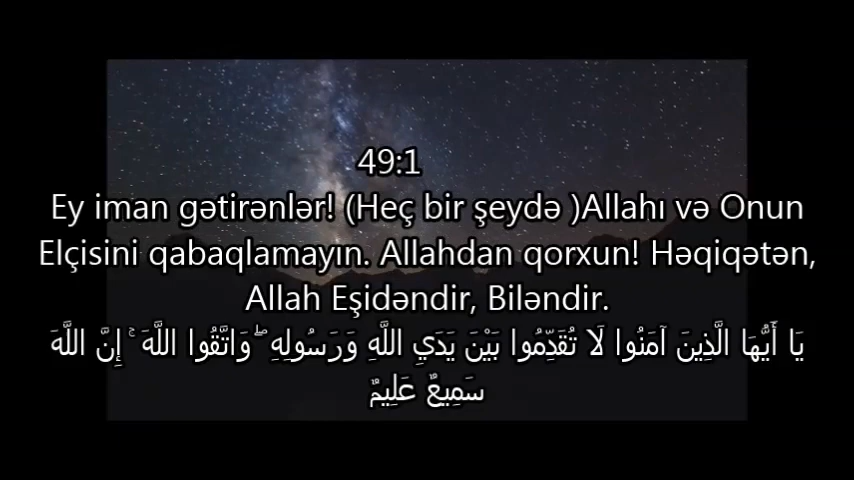 49:1
Ey iman gətirənlər! (Heç bir şeydə )Allahı və Onun
Elçisini qabaqlamayın. Allahdan qorxun! Həqiqətən,
Allah Eşidəndir, Biləndir.
يَا أَيُّهَا الَّذِينَ آمَنُوا لَا تُقَدِّمُوا بَيْنَ يَدَيِ اللَّهِ وَرَسُولِهِ ۖ وَاتَّقُوا اللَّهَ ۚ إِنَّ اللَّهَ
سَمِيعٌ عَلِيمٌ